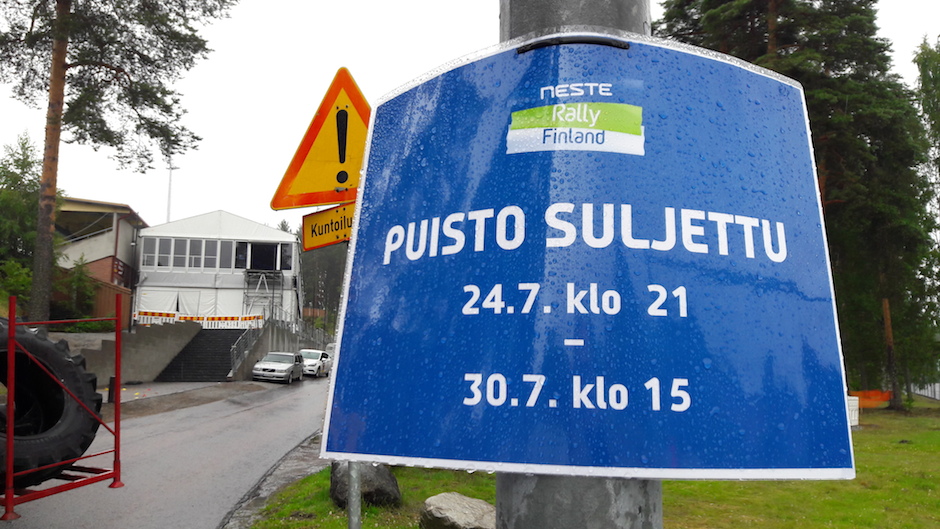 NESTE
Rally
Finland
PUISTO SULJETTU
24.7. klo 21
–
30.7. klo 15
Kuntoilu